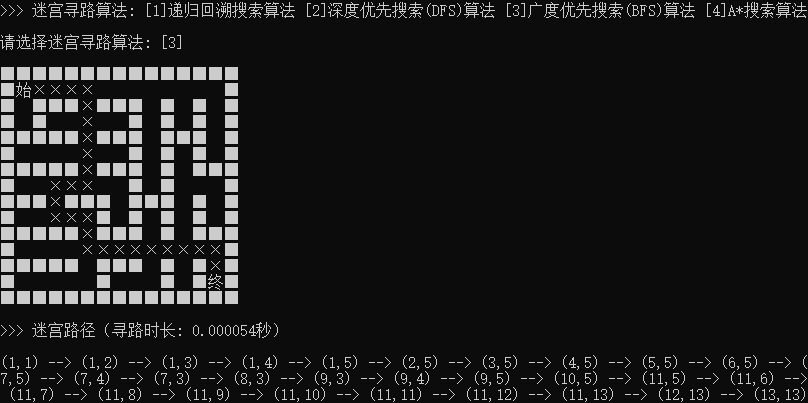 >>> 迷宫寻路算法: [1]递归回溯搜索算法 [2]深度优先搜索(DFS)算法 [3]广度优先搜索(BFS)算法 [4]A*搜索算法
请选择迷宫寻路算法: [3]
始××××
×
×
×
×
×
×××
×
×××
×
×××××××××
×
终
>>> 迷宫路径（寻路时长: 0.000054秒）
(1,1) --> (1,2) --> (1,3) --> (1,4) --> (1,5) --> (2,5) --> (3,5) --> (4,5) --> (5,5) --> (6,5) --> (
7,5) --> (7,4) --> (7,3) --> (8,3) --> (9,3) --> (9,4) --> (9,5) --> (10,5) --> (11,5) --> (11,6) -->
(11,7) --> (11,8) --> (11,9) --> (11,10) --> (11,11) --> (11,12) --> (11,13) --> (12,13) --> (13,13)